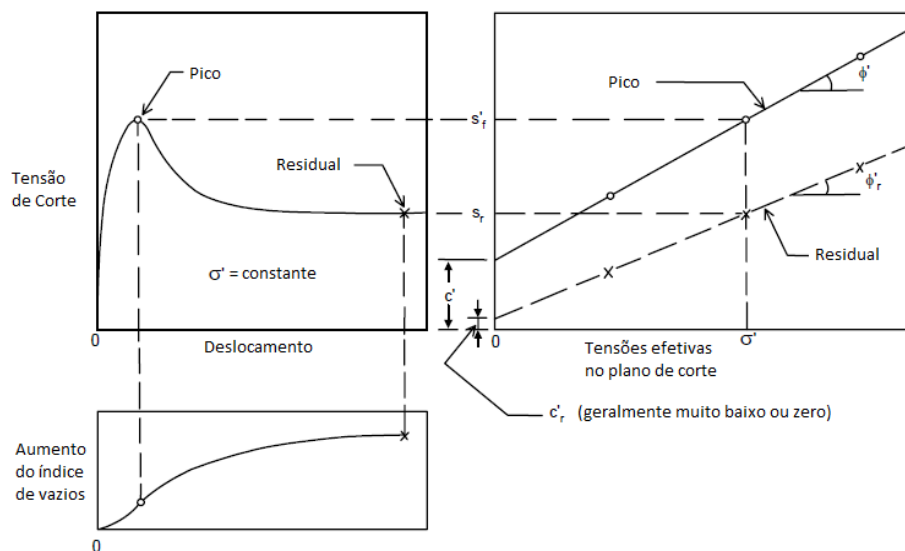 Pico
Tensão
de Corte
Residual
σ' = constante
0
Deslocamento
s'f
sr
c'
Pico
ϕ'
ϕ'r
Residual
0
σ'
Tensões efetivas
no plano de corte
c'r (geralmente muito baixo ou zero)
Aumento
do índice
de vazios
0